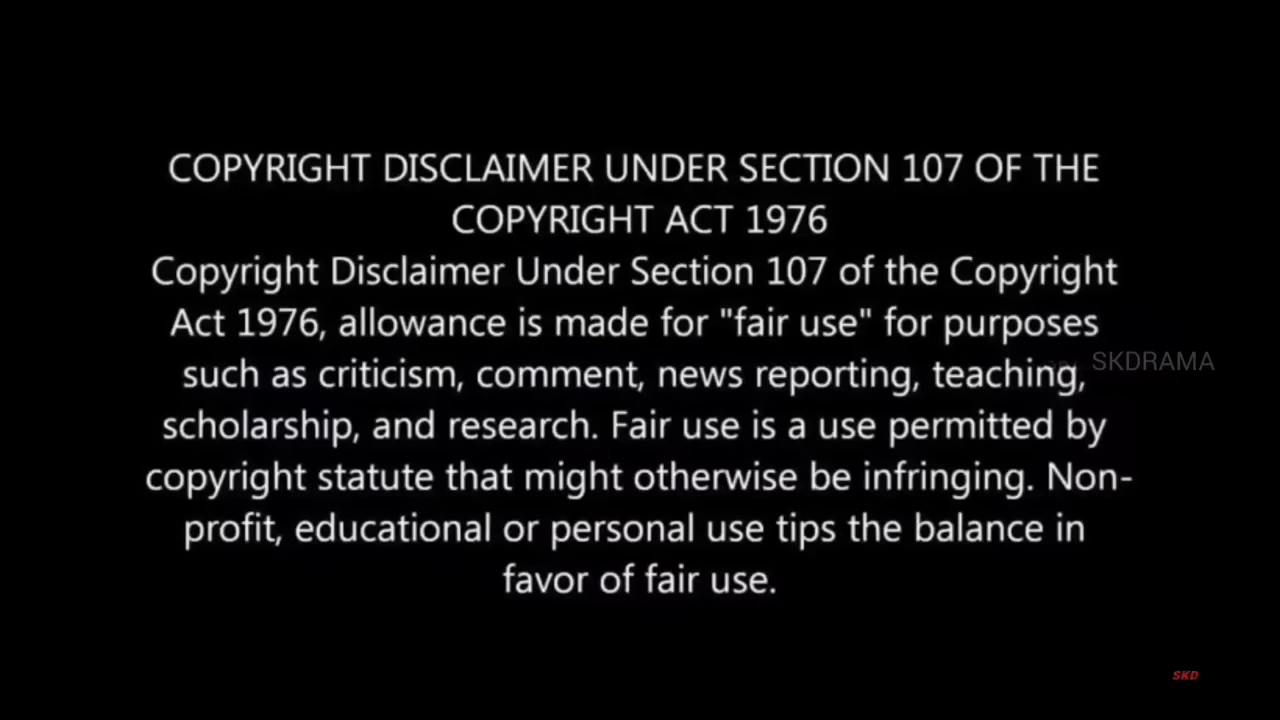 COPYRIGHT DISCLAIMER UNDER SECTION 107 OF THE
COPYRIGHT ACT 1976
Copyright Disclaimer Under Section 107 of the Copyright
Act 1976, allowance is made for "fair use" for purposes
such as criticism, comment, news reporting, teaching,
SKDRAMA
scholarship, and research. Fair use is a use permitted by
copyright statute that might otherwise be infringing. Non-
profit, educational or personal use tips the balance in
favor of fair use.
SKD